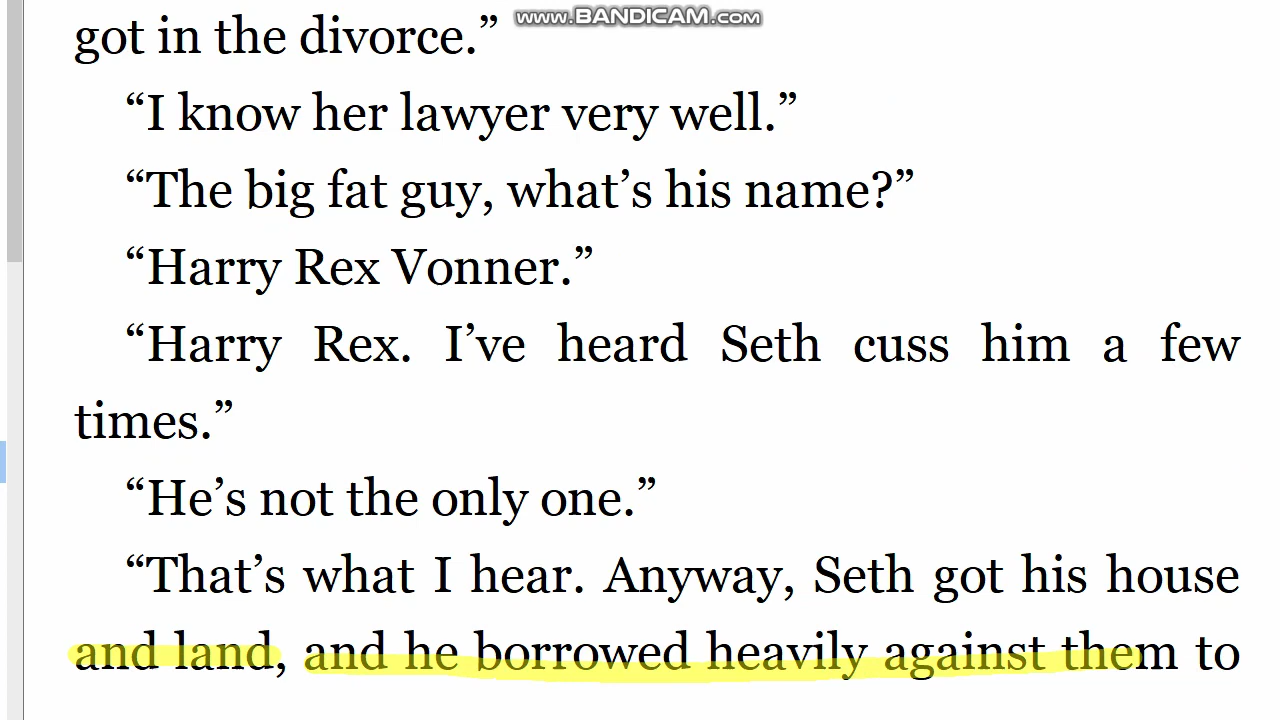 www.BANDICAM.com
got in the divorce.”
“I know her lawyer very well.”
“The big fat guy, what’s his name?”
“Harry Rex Vonner.”
“Harry Rex. I’ve heard Seth cuss him a few
times.”
“He’s not the only one.”
“That’s what I hear. Anyway, Seth got his house
and land, and he borrowed heavily against them to